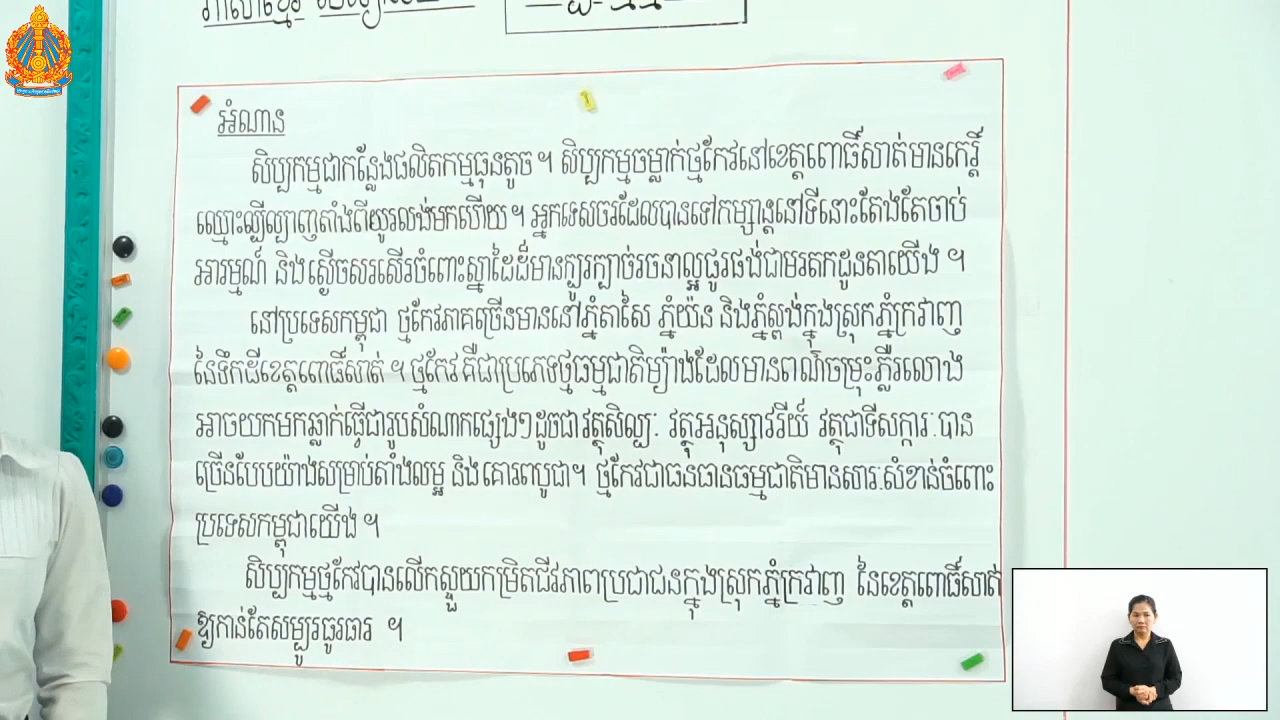 ភាសាខ្មែរ
អំណាន
សិប្បកម្មជាកន្លែងផលិតកម្មធុនតូច។ សិប្បកម្មចម្លាក់ថ្មកែវនៅខេត្តពោធិ៍សាត់មានកេរ្តិ៍
ឈ្មោះល្បីល្បាញតាំងពីយូរលង់មកហើយ។ អ្នកទេសចរដែលបានទៅកម្សាន្តនៅទីនោះតែងតែចាប់
អារម្មណ៍ និងស្ងើចសរសើរចំពោះស្នាដៃដ៏មានក្បូរក្បាច់រចនាល្អផូរផង់ជាមរតកដូនតាយើង ។
នៅប្រទេសកម្ពុជា ថ្មកែវភាគច្រើនមាននៅភ្នំតាសៃ ភ្នំយ៉ន និងភ្នំស្ពង់ក្នុងស្រុកភ្នំក្រវាញ
នៃទឹកដីខេត្តពោធិ៍សាត់ ។ ថ្មកែវ គឺជាប្រភេទថ្មធម្មជាតិម្យ៉ាងដែលមានពណ៌ចម្រុះភ្លឺរលោង
អាចយកមកឆ្លាក់ធ្វើជារូបសំណាកផ្សេងៗដូចជាវត្ថុសិល្បៈ វត្ថុអនុស្សាវរីយ៍ វត្ថុជាទីសក្ការៈបាន
ច្រើនបែបយ៉ាងសម្រាប់តាំងលម្អ និងគោរពបូជា។ ថ្មកែវជាធនធានធម្មជាតិមានសារៈសំខាន់ចំពោះ
ប្រទេសកម្ពុជាយើង ។
សិប្បកម្មថ្មកែវបានលើកស្ទួយកម្រិតជីវភាពប្រជាជនក្នុងស្រុកភ្នំក្រវាញ នៃខេត្តពោធិ៍សាត់
ឱ្យកាន់តែសម្បូរធូរធារ ។